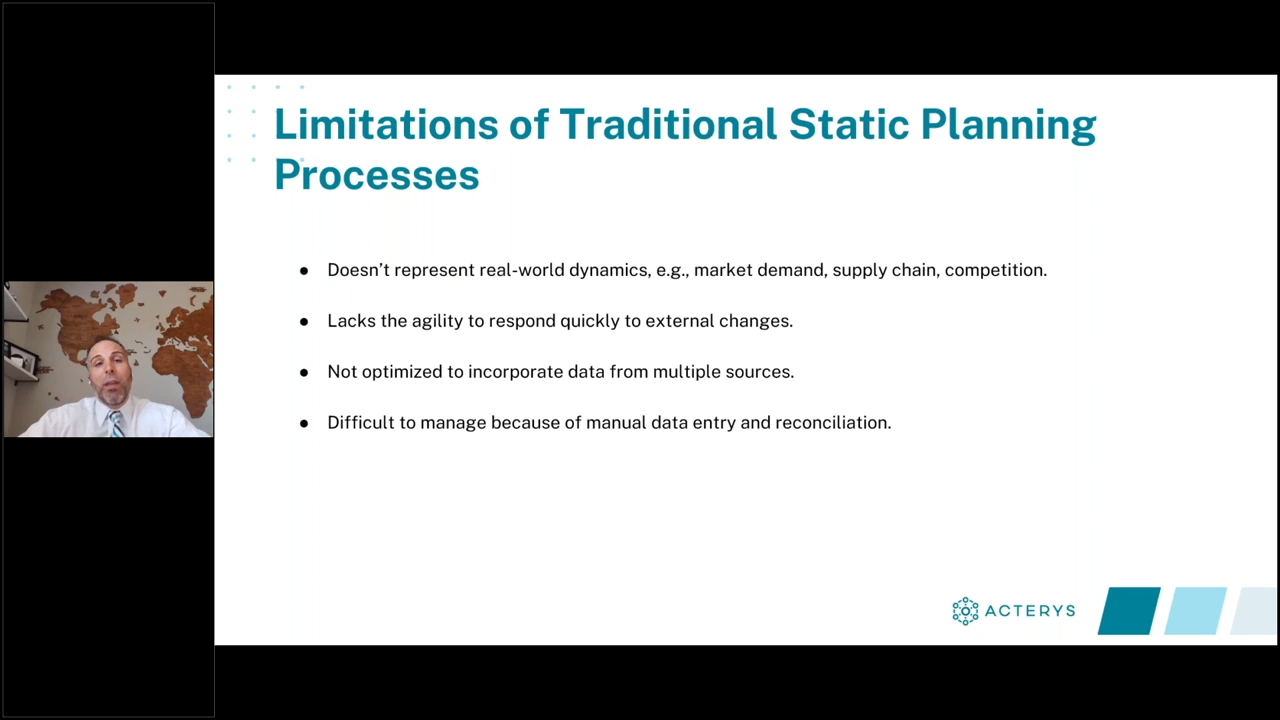 Limitations of Traditional Static Planning
Processes
● Doesn’t represent real-world dynamics, e.g., market demand, supply chain, competition.
● Lacks the agility to respond quickly to external changes.
● Not optimized to incorporate data from multiple sources.
● Difficult to manage because of manual data entry and reconciliation.
ACTERYS